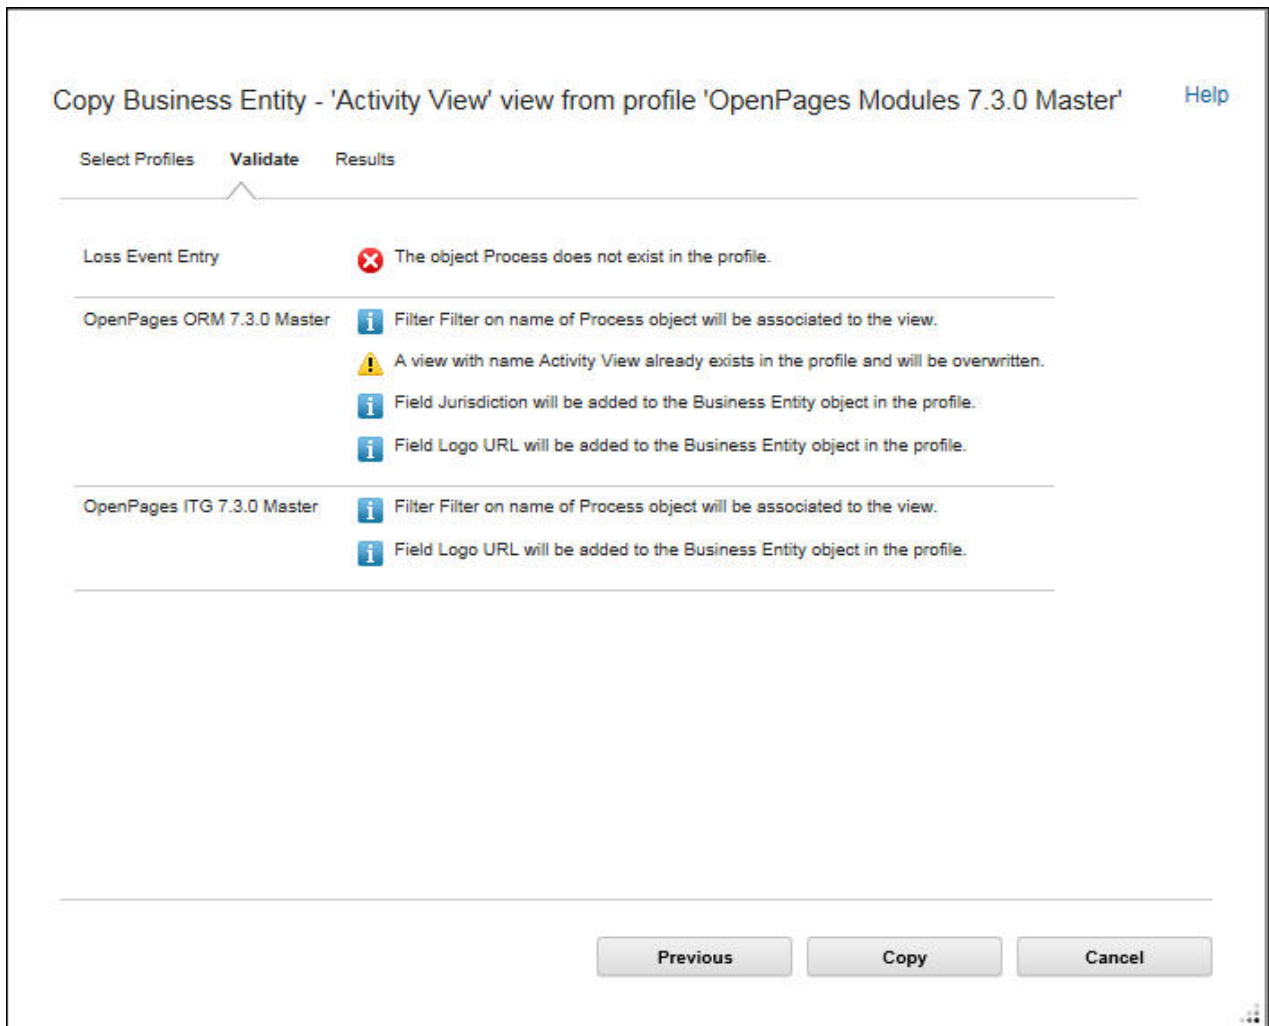 Copy Business Entity - 'Activity View' view from profile 'OpenPages Modules 7.3.0 Master'
Help
Select Profiles Validate Results
Loss Event Entry The object Process does not exist in the profile.
OpenPages ORM 7.3.0 Master Filter Filter on name of Process object will be associated to the view.
A view with name Activity View already exists in the profile and will be overwritten.
Field Jurisdiction will be added to the Business Entity object in the profile.
Field Logo URL will be added to the Business Entity object in the profile.
OpenPages ITG 7.3.0 Master Filter Filter on name of Process object will be associated to the view.
Field Logo URL will be added to the Business Entity object in the profile.
Previous Copy Cancel